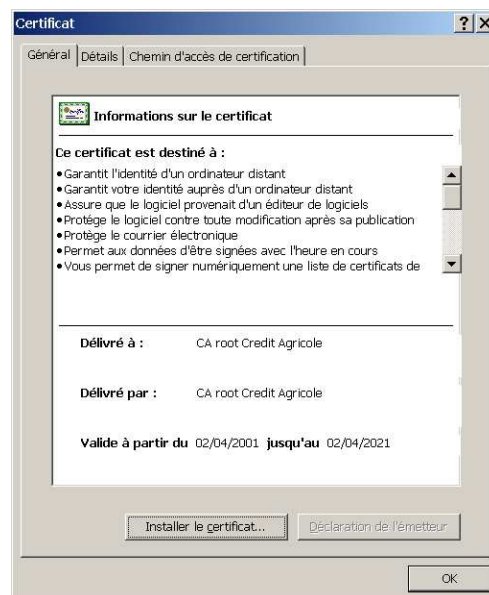 Certificat
Général Détails Chemin d'accès de certification
Informations sur le certificat
Ce certificat est destiné à :
•Garantit l'identité d'un ordinateur distant
•Garantit votre identité auprès d'un ordinateur distant
•Assure que le logiciel provenait d'un éditeur de logiciels
•Protége le logiciel contre toute modification après sa publication
•Protège le courrier électronique
•Permet aux données d'être signées avec l'heure en cours
•Vous permet de signer numériquement une liste de certificats de
Délivré à : CA root Credit Agricole
Délivré par : CA root Credit Agricole
Valide à partir du 02/04/2001 jusqu'au 02/04/2021
Installer le certificat... Déclaration de l'émetteur
OK